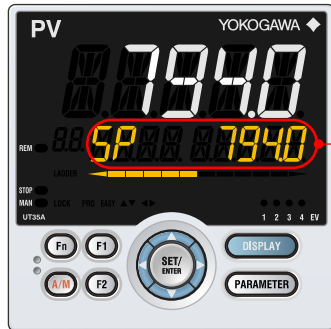 PV YOKOGAWA
794.0
SP 794.0
REM
LADDER
STOP
MAN LOCK PRO EASY
UT35A 1 2 3 4 EV
Fn F1 DISPLAY
SET/
ENTER
A/M F2 PARAMETER